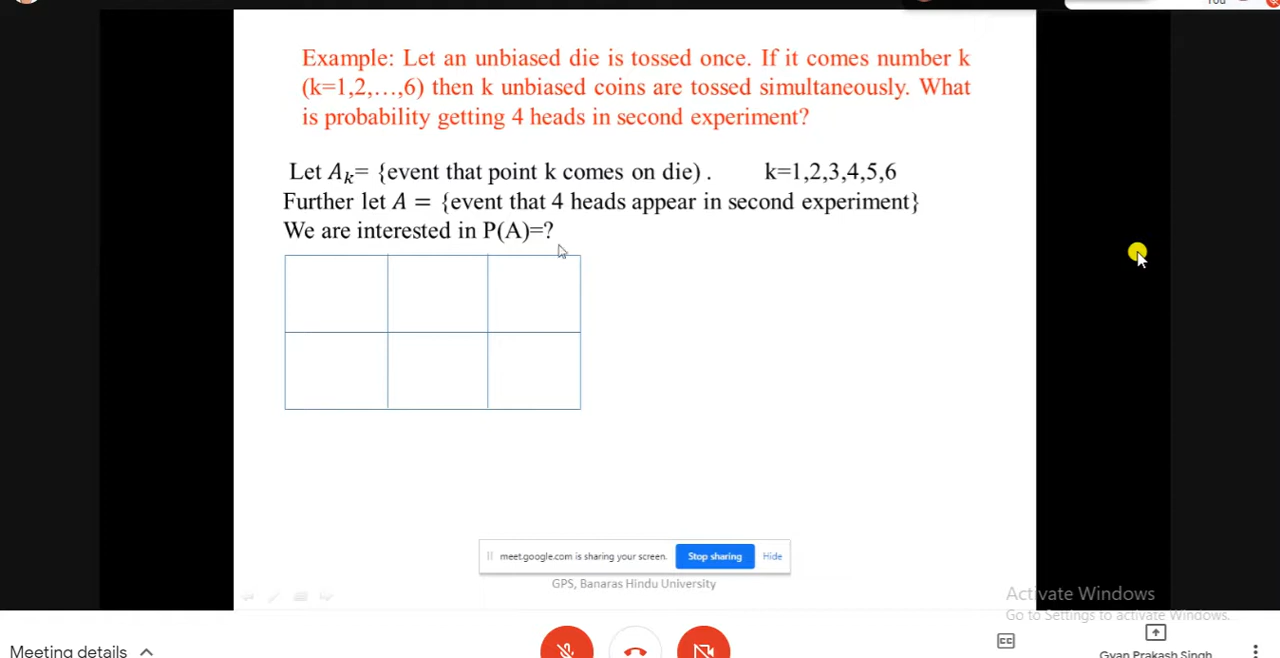 You
Example: Let an unbiased die is tossed once. If it comes number k
(k=1,2,…,6) then k unbiased coins are tossed simultaneously. What
is probability getting 4 heads in second experiment?
Let Aₖ= {event that point k comes on die) . k=1,2,3,4,5,6
Further let A = {event that 4 heads appear in second experiment}
We are interested in P(A)=?
meet.google.com is sharing your screen. Stop sharing Hide
GPS, Banaras Hindu University
Activate Windows
Go to Settings to activate Windows.
Meeting details
CC
Gyan Prakash Singh